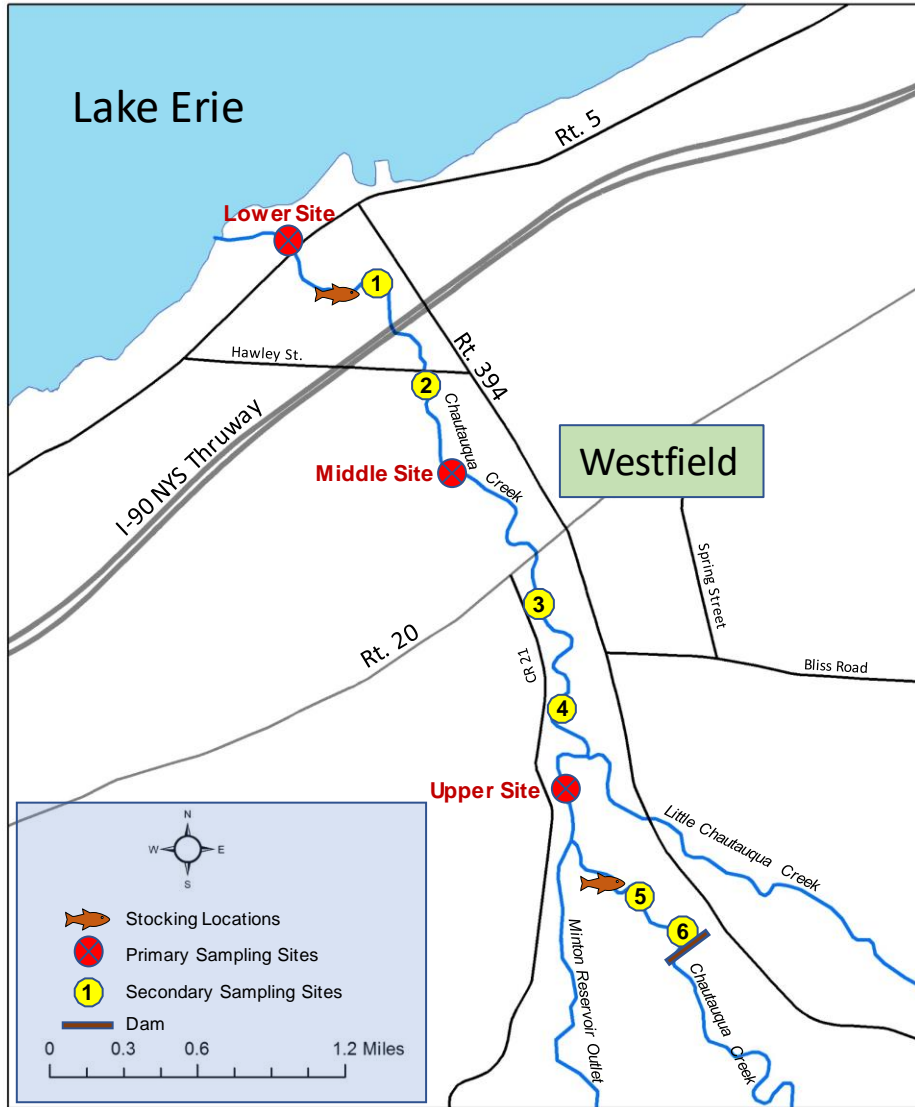 Lake Erie
Rt. 5
Lower Site
1
Rt. 394
Hawley St.
2
Chautauqua
Creek
I-90 NYS Thruway
Middle Site
Westfield
Spring Street
3
Rt. 20
CR 21
Bliss Road
4
Upper Site
Little Chautauqua Creek
5
6
Minton Reservoir Outlet
Chautauqua Creek
N
W E
S
Stocking Locations
Primary Sampling Sites
1 Secondary Sampling Sites
Dam
0 0.3 0.6 1.2 Miles